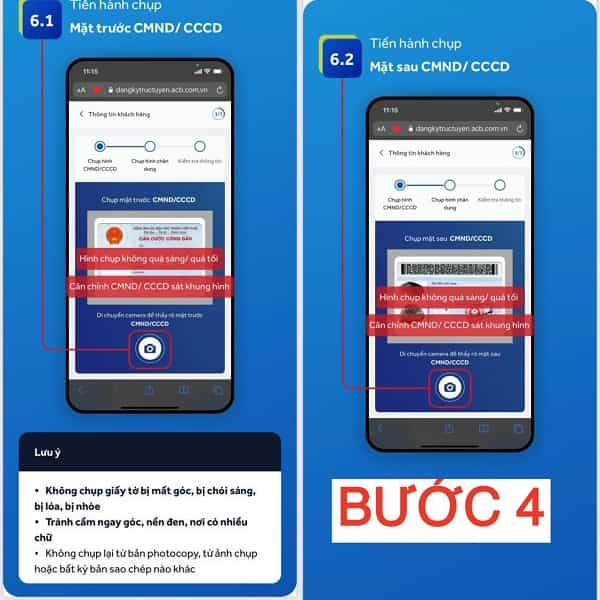 6.1
Tiến hành chụp
Mặt trước CMND/ CCCD
11:15
AA dangkytructuyen.acb.com.vn
Thông tin khách hàng
Chụp hình CMND/CCCD
Chụp hình chân dung
Kiểm tra thông tin
Chụp mặt trước CMND/CCCD
CĂN CƯỚC CÔNG DÂN
Hình chụp không quá sáng/ quá tối
Căn chỉnh CMND/ CCCD sát khung hình
Di chuyển camera để thấy rõ mặt trước
CMND/CCCD
Lưu ý
• Không chụp giấy tờ bị mất góc, bị chói sáng,
bị lóa, bị nhòe
• Tránh cầm ngay góc, nền đen, nơi có nhiều
chữ
• Không chụp lại từ bản photocopy, từ ảnh chụp
hoặc bất kỳ bản sao chép nào khác
6.2
Tiến hành chụp
Mặt sau CMND/ CCCD
11:15
AA dangkytructuyen.acb.com.vn
Thông tin khách hàng
Chụp hình CMND/CCCD
Chụp hình chân dung
Kiểm tra thông tin
Chụp mặt sau CMND/CCCD
Hình chụp không quá sáng/ quá tối
Căn chỉnh CMND/ CCCD sát khung hình
Di chuyển camera để thấy rõ mặt sau
CMND/CCCD
BƯỚC 4